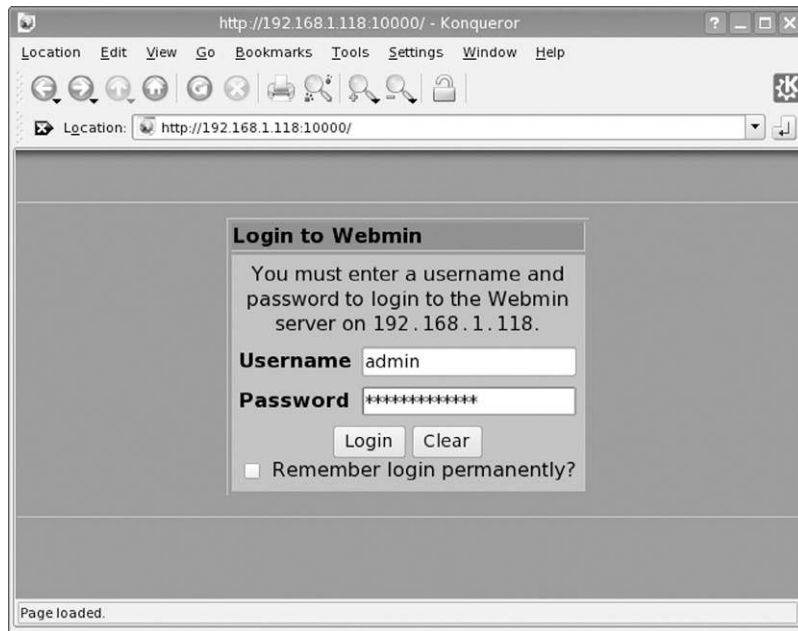 http://192.168.1.118:10000/ - Konqueror
Location Edit View Go Bookmarks Tools Settings Window Help
Location: http://192.168.1.118:10000/
Login to Webmin
You must enter a username and
password to login to the Webmin
server on 192.168.1.118.
Username admin
Password *************
Login Clear
Remember login permanently?
Page loaded.